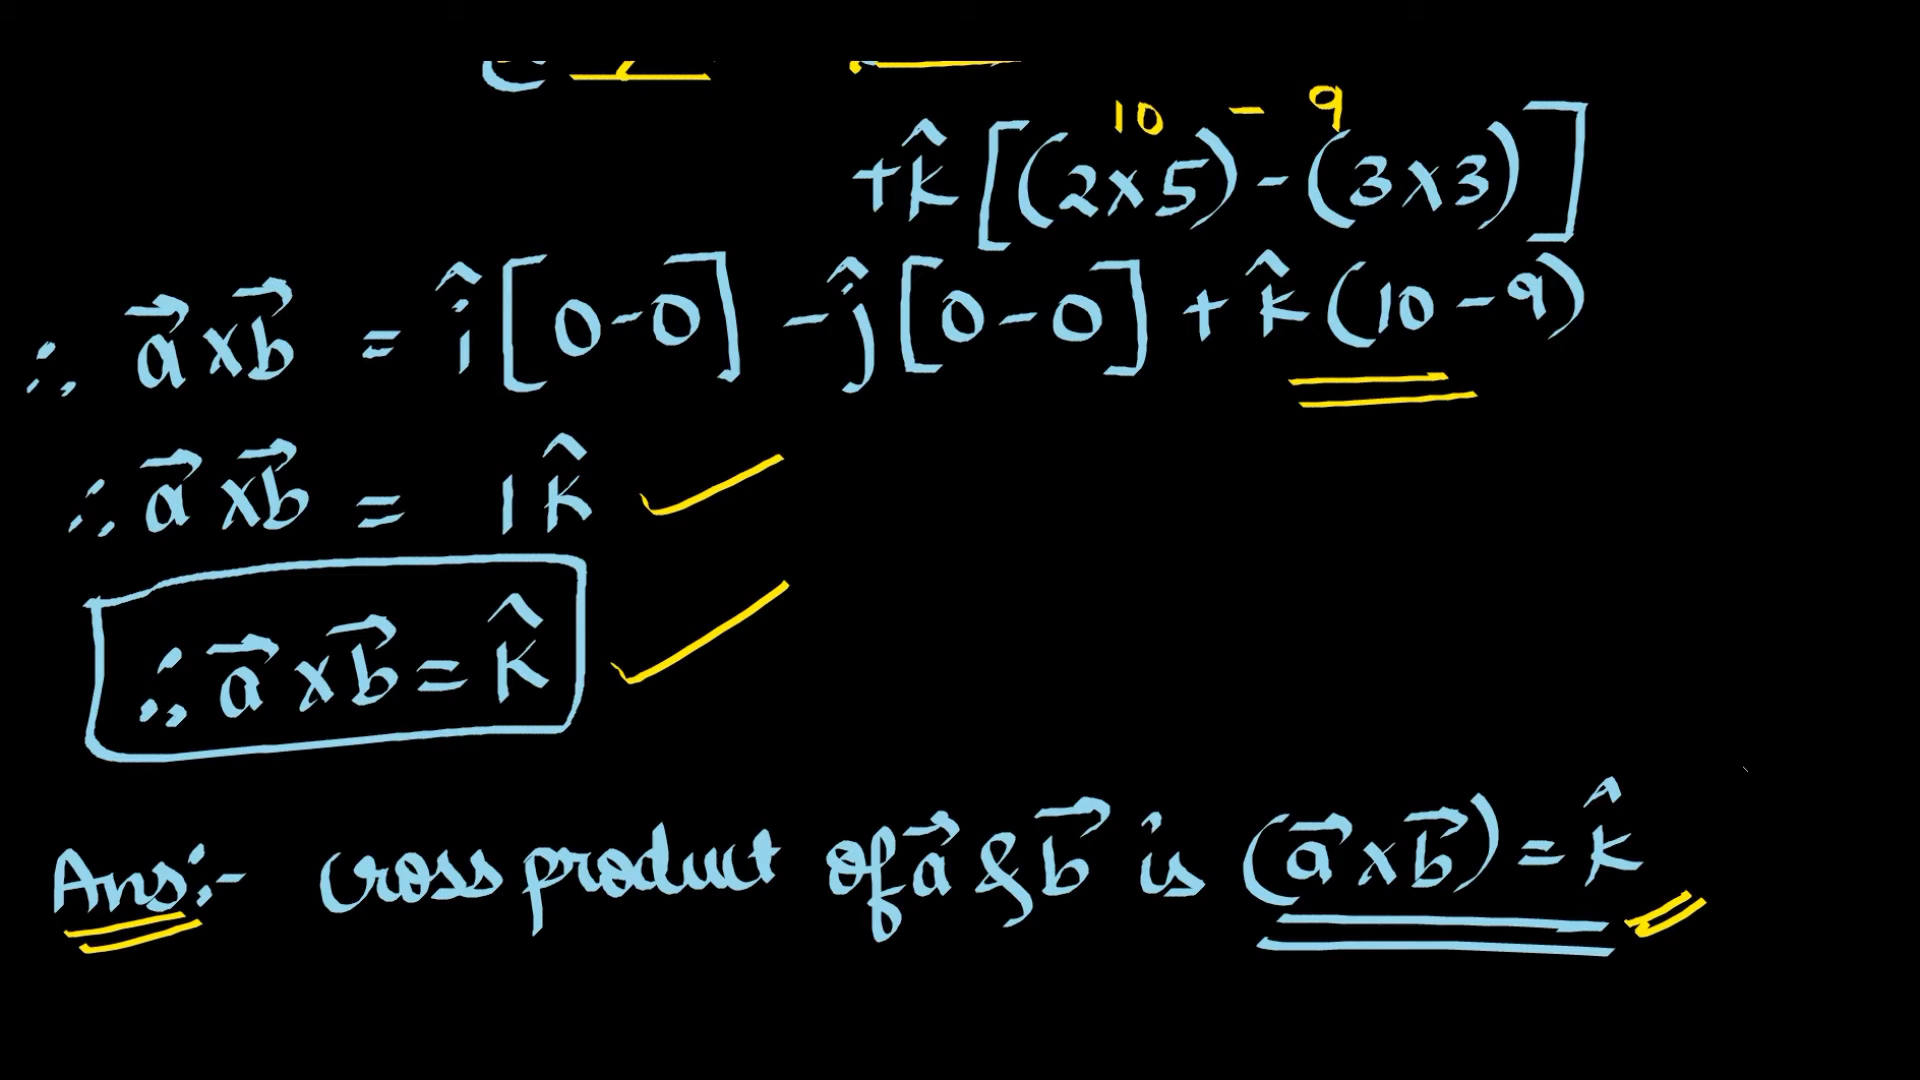 10 - 9
+k̂[(2×5)-(3×3)]
∴ a⃗×b⃗ = î[0-0] -ĵ[0-0] + k̂(10-9)
∴ a⃗×b⃗ = 1k̂
∴ a⃗×b⃗ = k̂
Ans:- Cross product of a⃗ & b⃗ is (a⃗×b⃗) = k̂